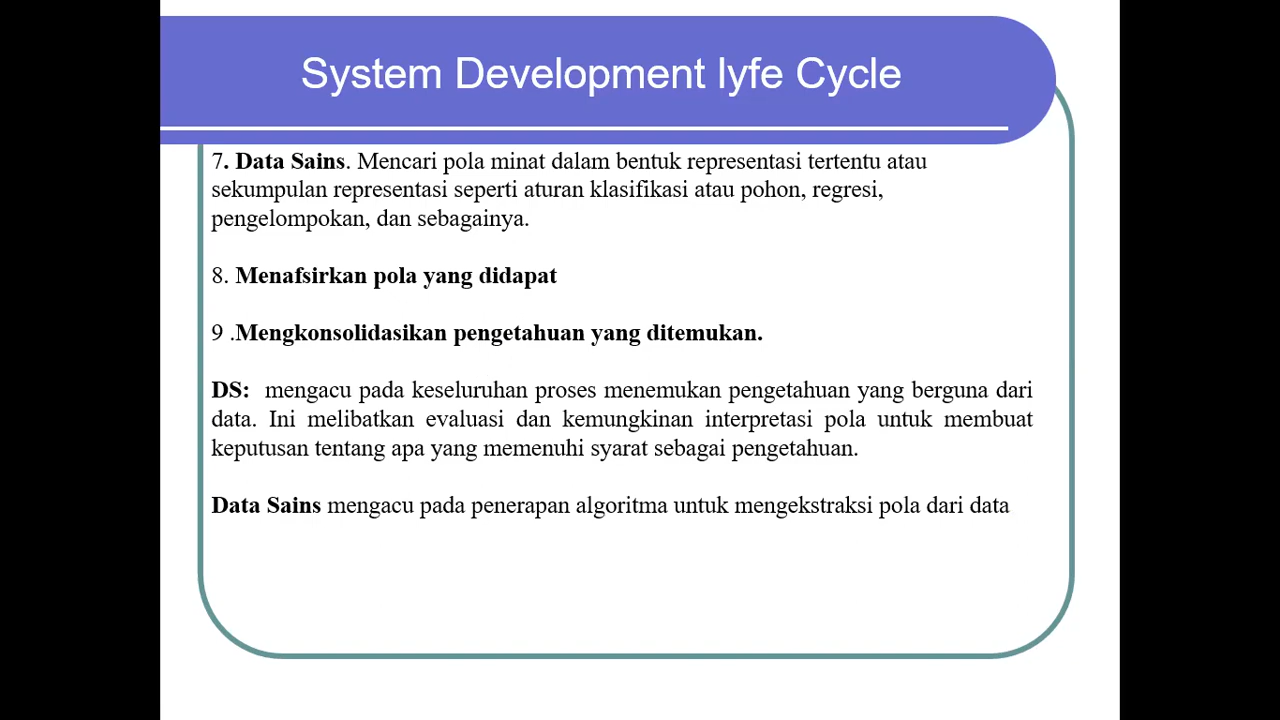 System Development lyfe Cycle
7. Data Sains. Mencari pola minat dalam bentuk representasi tertentu atau
sekumpulan representasi seperti aturan klasifikasi atau pohon, regresi,
pengelompokan, dan sebagainya.
8. Menafsirkan pola yang didapat
9 .Mengkonsolidasikan pengetahuan yang ditemukan.
DS: mengacu pada keseluruhan proses menemukan pengetahuan yang berguna dari
data. Ini melibatkan evaluasi dan kemungkinan interpretasi pola untuk membuat
keputusan tentang apa yang memenuhi syarat sebagai pengetahuan.
Data Sains mengacu pada penerapan algoritma untuk mengekstraksi pola dari data